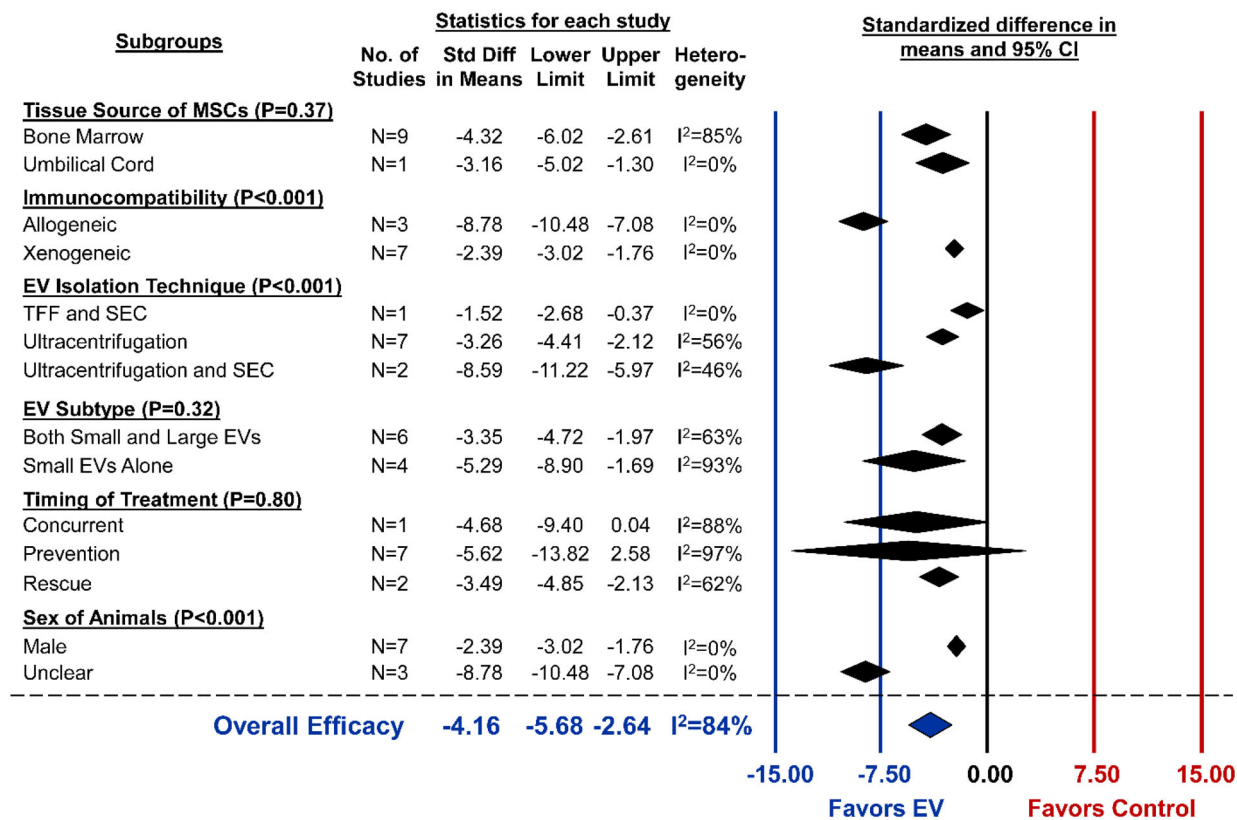 Subgroups
Statistics for each study
Standardized difference in
means and 95% CI
No. of Studies Std Diff in Means Lower Limit Upper Limit Hetero-geneity
Tissue Source of MSCs (P=0.37)
Bone Marrow N=9 -4.32 -6.02 -2.61 I²=85%
Umbilical Cord N=1 -3.16 -5.02 -1.30 I²=0%
Immunocompatibility (P<0.001)
Allogeneic N=3 -8.78 -10.48 -7.08 I²=0%
Xenogeneic N=7 -2.39 -3.02 -1.76 I²=0%
EV Isolation Technique (P<0.001)
TFF and SEC N=1 -1.52 -2.68 -0.37 I²=0%
Ultracentrifugation N=7 -3.26 -4.41 -2.12 I²=56%
Ultracentrifugation and SEC N=2 -8.59 -11.22 -5.97 I²=46%
EV Subtype (P=0.32)
Both Small and Large EVs N=6 -3.35 -4.72 -1.97 I²=63%
Small EVs Alone N=4 -5.29 -8.90 -1.69 I²=93%
Timing of Treatment (P=0.80)
Concurrent N=1 -4.68 -9.40 0.04 I²=88%
Prevention N=7 -5.62 -13.82 2.58 I²=97%
Rescue N=2 -3.49 -4.85 -2.13 I²=62%
Sex of Animals (P<0.001)
Male N=7 -2.39 -3.02 -1.76 I²=0%
Unclear N=3 -8.78 -10.48 -7.08 I²=0%
Overall Efficacy -4.16 -5.68 -2.64 I²=84%
-15.00 -7.50 0.00 7.50 15.00
Favors EV Favors Control